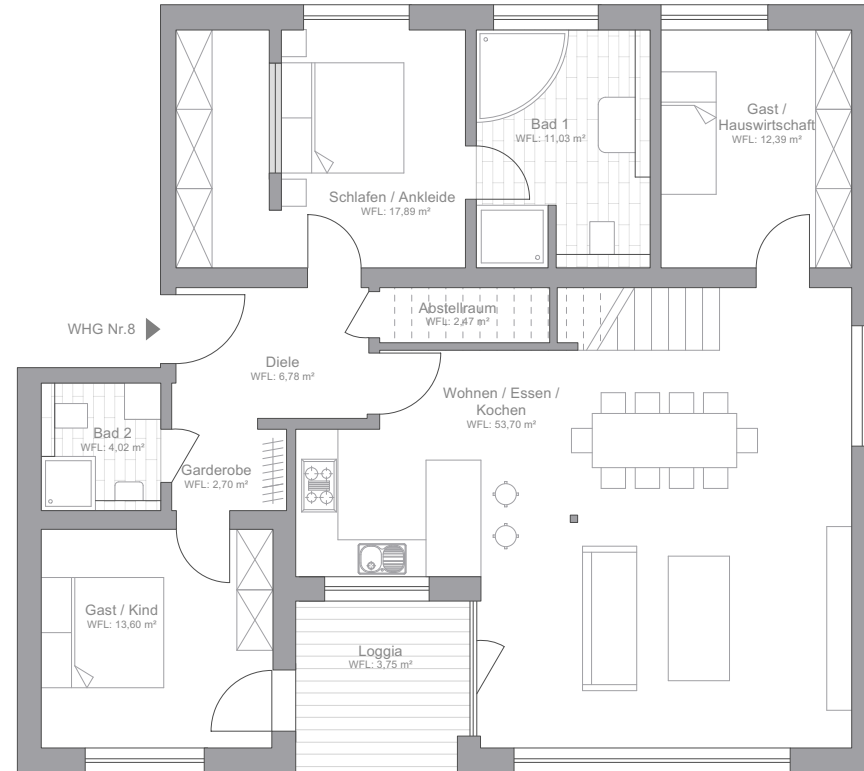 Bad 1
WFL: 11,03 m²
Gast /
Hauswirtschaft
WFL: 12,39 m²
Schlafen / Ankleide
WFL: 17,89 m²
WHG Nr.8
Abstellraum
WFL: 2,47 m²
Diele
WFL: 6,78 m²
Wohnen / Essen /
Kochen
WFL: 53,70 m²
Bad 2
WFL: 4,02 m²
Garderobe
WFL: 2,70 m²
Gast / Kind
WFL: 13,60 m²
Loggia
WFL: 3,75 m²